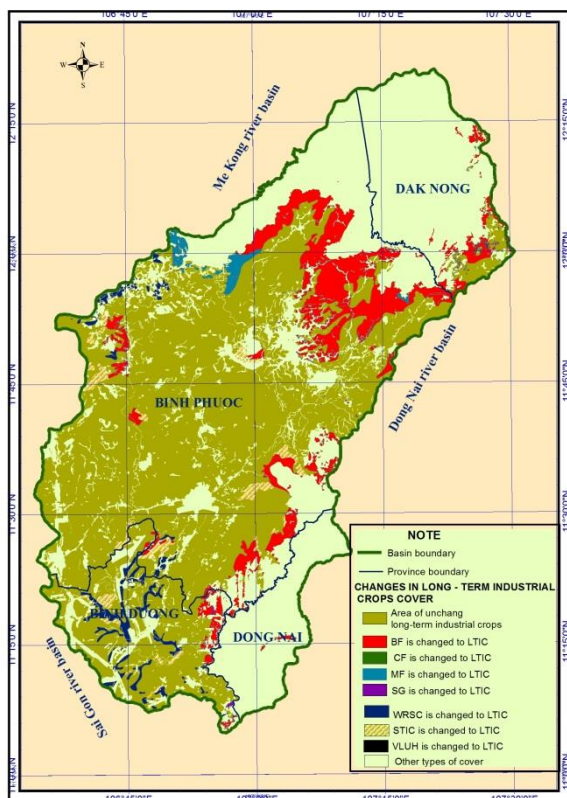 106°45'0"E
107°15'0"E
107°30'0"E
N
W E
S
Me Kong river basin
DAK NONG
BINH PHUOC
Dong Nai river basin
BINH DUONG
DONG NAI
Sai Gon river basin
NOTE
Basin boundary
Province boundary
CHANGES IN LONG - TERM INDUSTRIAL
CROPS COVER
Area of unchang
long-term industrial crops
BF is changed to LTIC
CF is changed to LTIC
MF is changed to LTIC
SG is changed to LTIC
WRSC is changed to LTIC
STIC is changed to LTIC
VLUH is changed to LTIC
Other types of cover